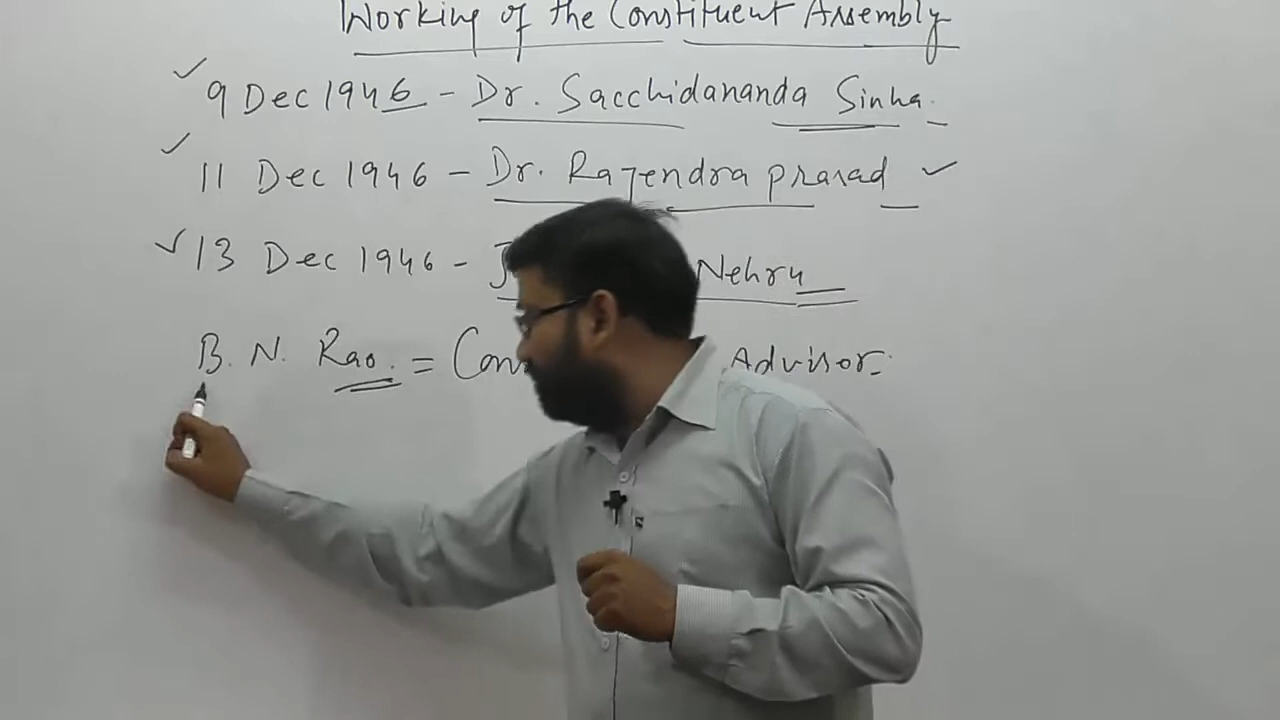 Working of the Constituent Assembly
9 Dec 1946 - Dr. Sacchidananda Sinha.
11 Dec 1946 - Dr. Rajendra prasad
13 Dec 1946 - Nehru
B. N. Rao. = Advisor.